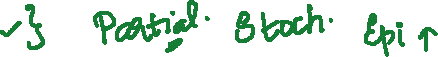 ✓} Partial. Stoch. Epi ↑